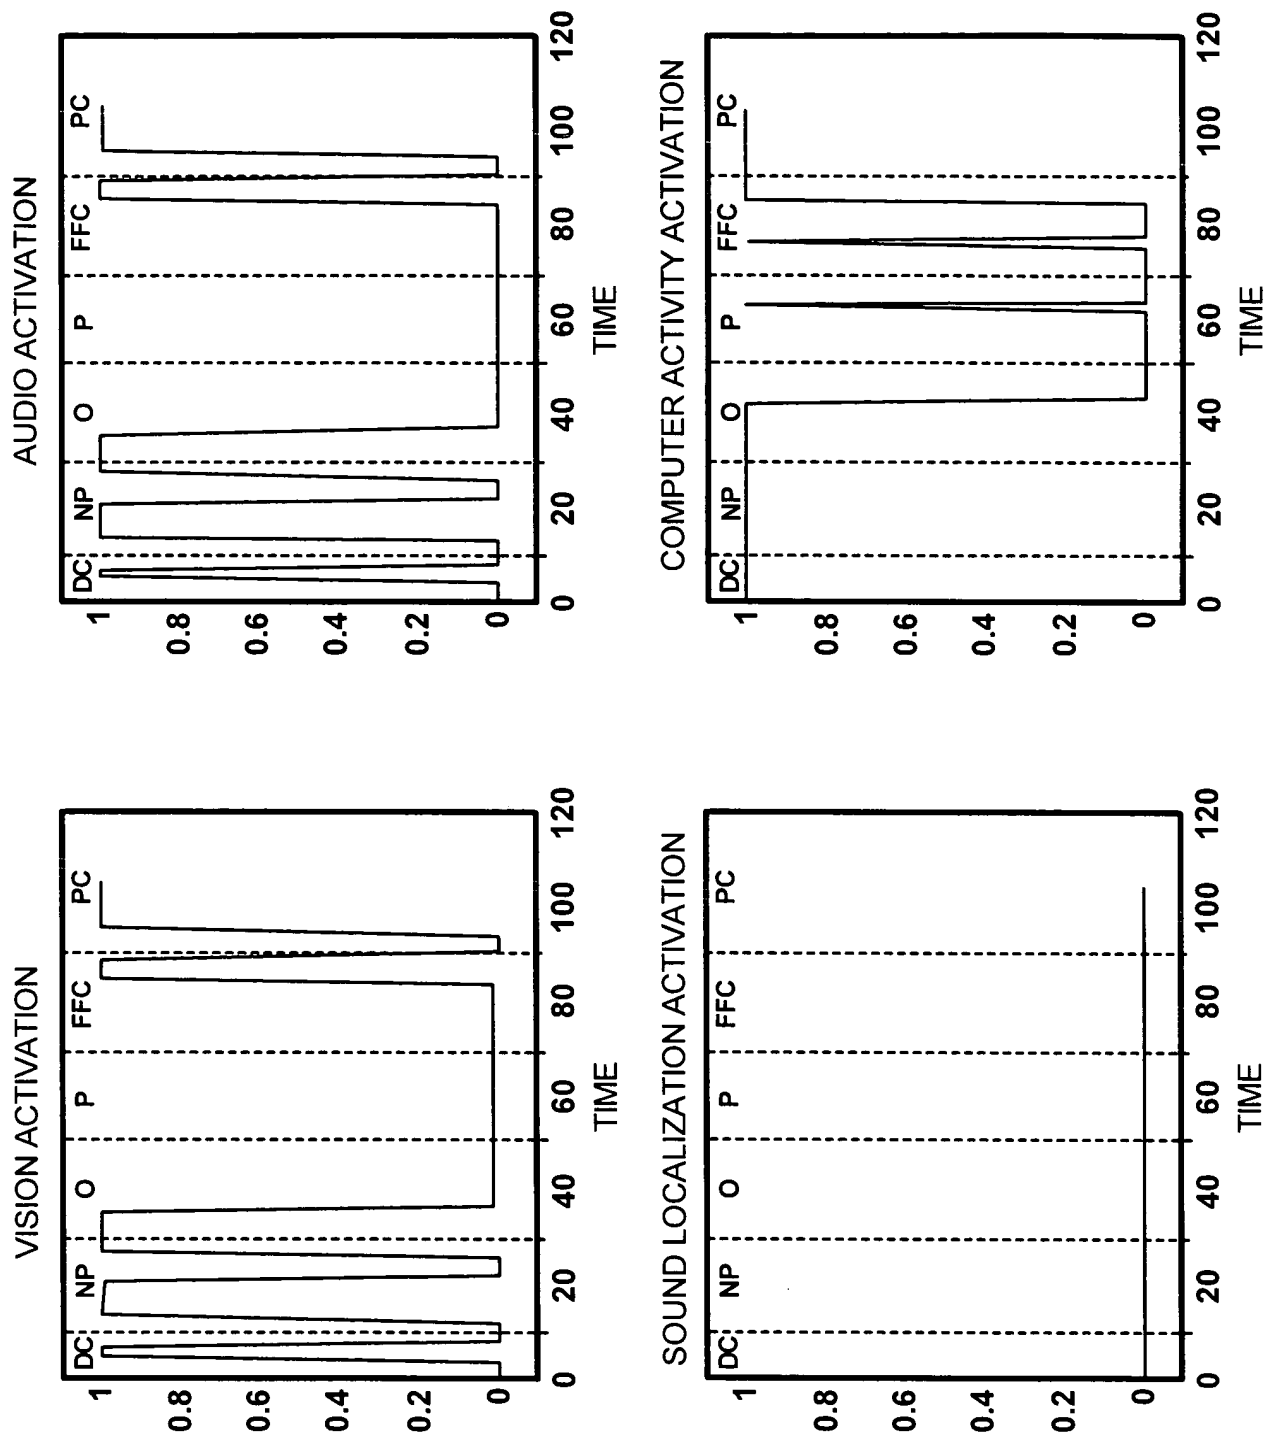 VISION ACTIVATION
1
0.8
0.6
0.4
0.2
0
DC NP O P FFC PC
0 20 40 60 80 100 120
TIME
AUDIO ACTIVATION
1
0.8
0.6
0.4
0.2
0
DC NP O P FFC PC
0 20 40 60 80 100 120
TIME
SOUND LOCALIZATION ACTIVATION
1
0.8
0.6
0.4
0.2
0
DC NP O P FFC PC
0 20 40 60 80 100 120
TIME
COMPUTER ACTIVITY ACTIVATION
1
0.8
0.6
0.4
0.2
0
DC NP O P FFC PC
0 20 40 60 80 100 120
TIME